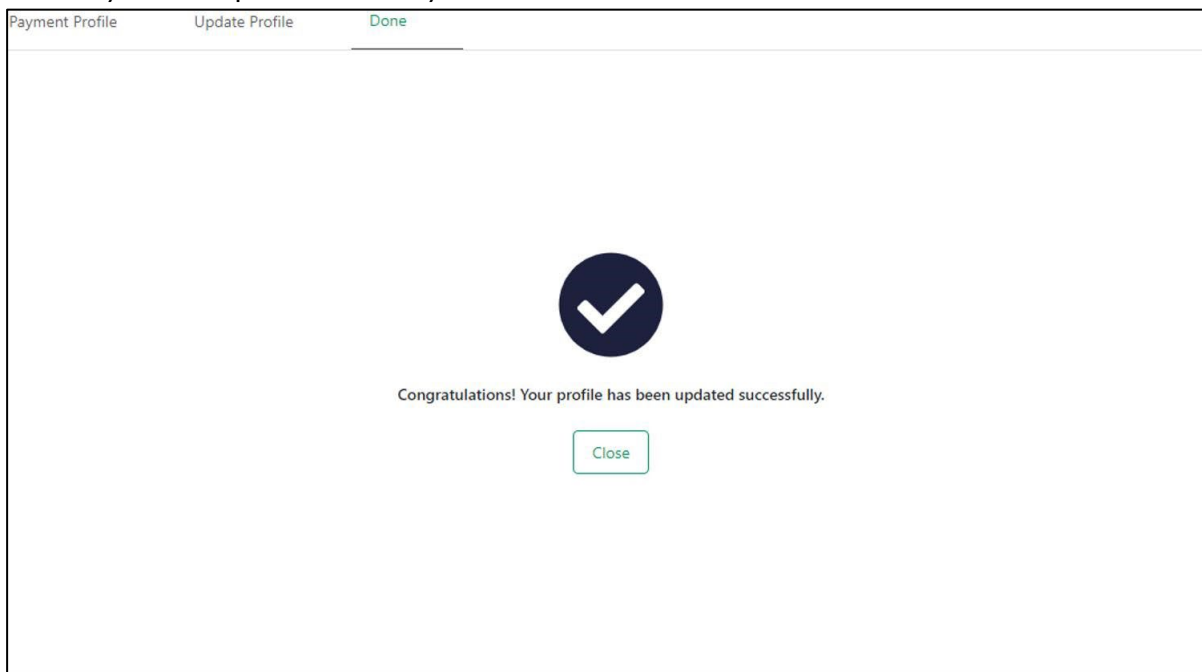 Payment Profile Update Profile Done
Congratulations! Your profile has been updated successfully.
Close